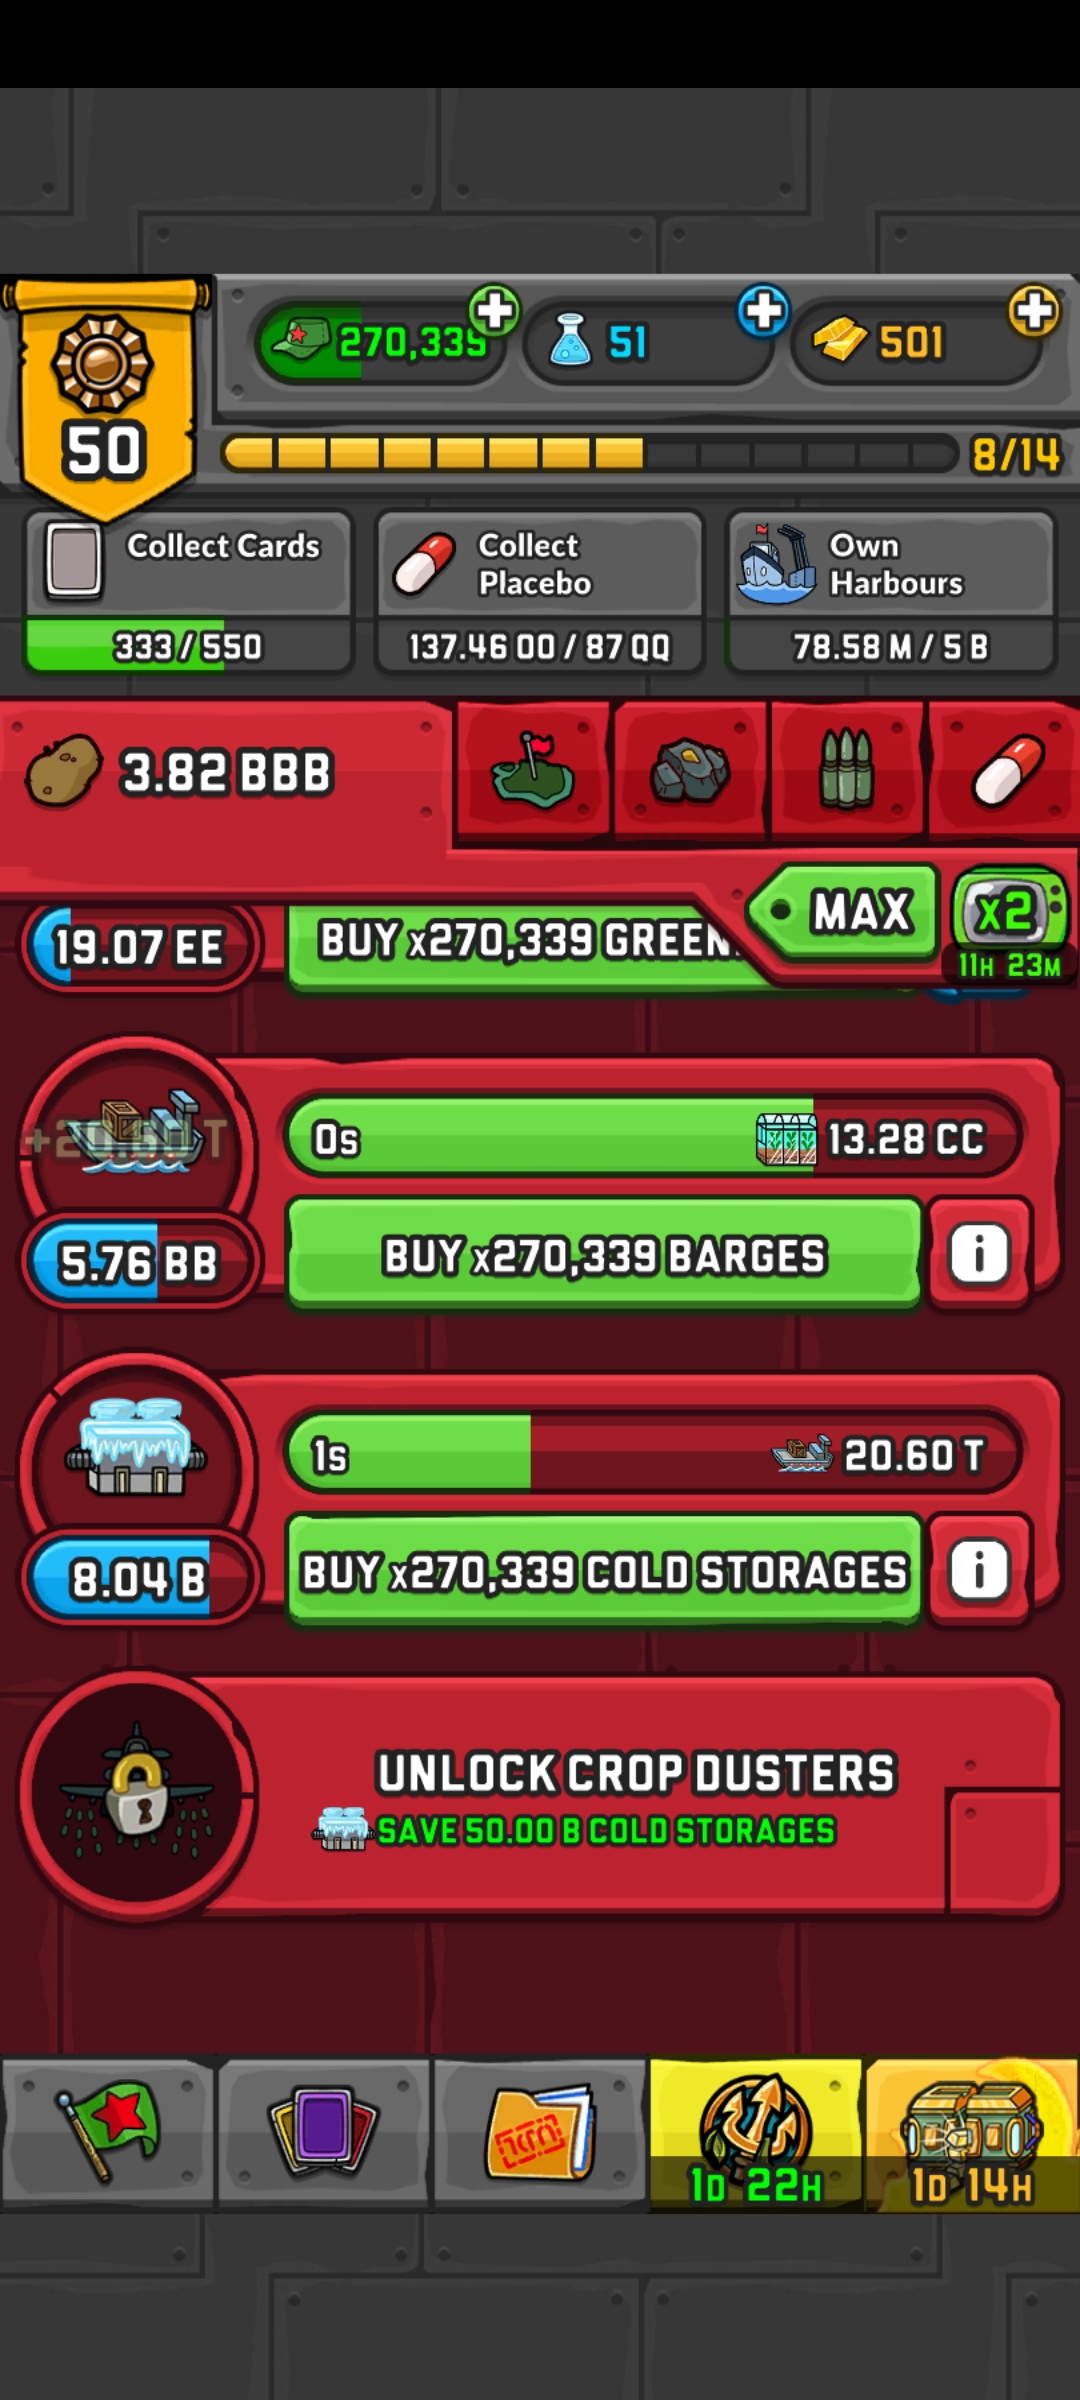 270,339
51
501
50
8/14
Collect Cards
333 / 550
Collect
Placebo
137.46 OO / 87 QQ
Own
Harbours
78.58 M / 5 B
3.82 BBB
MAX
x2
11H 23M
19.07 EE
BUY x270,339 GREEN
0s
13.28 CC
5.76 BB
BUY x270,339 BARGES
i
1s
20.60 T
8.04 B
BUY x270,339 COLD STORAGES
i
UNLOCK CROP DUSTERS
SAVE 50.00 B COLD STORAGES
1D 22H
1D 14H